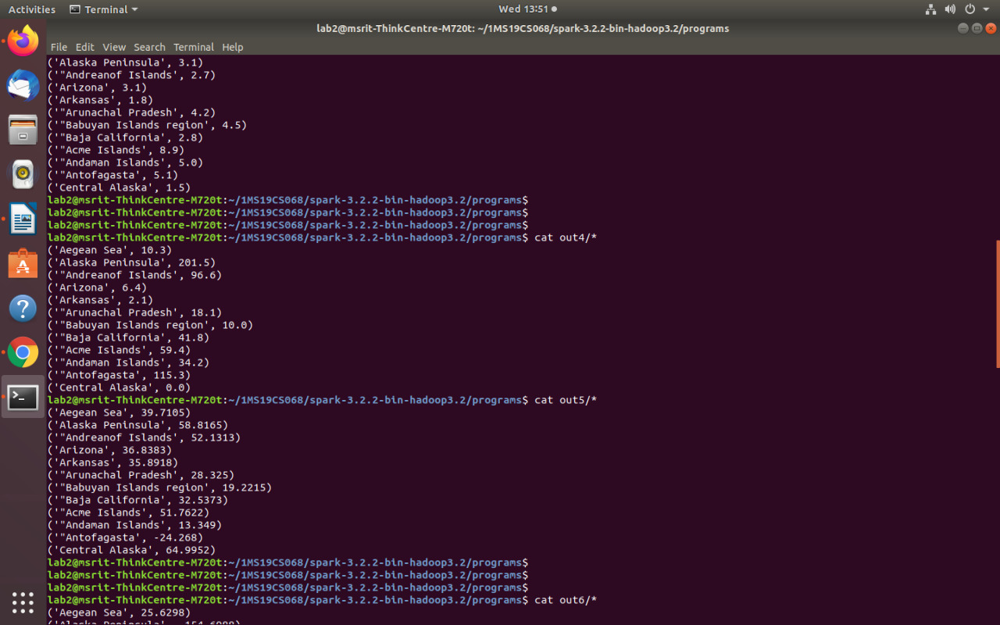 Activities Terminal Wed 13:51
lab2@msrit-ThinkCentre-M720t: ~/1MS19CS068/spark-3.2.2-bin-hadoop3.2/programs
File Edit View Search Terminal Help
('Alaska Peninsula', 3.1)
('"Andreanof Islands', 2.7)
('Arizona', 3.1)
('Arkansas', 1.8)
('"Arunachal Pradesh', 4.2)
('"Babuyan Islands region', 4.5)
('"Baja California', 2.8)
('"Acme Islands', 8.9)
('"Andaman Islands', 5.0)
('"Antofagasta', 5.1)
('Central Alaska', 1.5)
lab2@msrit-ThinkCentre-M720t:~/1MS19CS068/spark-3.2.2-bin-hadoop3.2/programs$
lab2@msrit-ThinkCentre-M720t:~/1MS19CS068/spark-3.2.2-bin-hadoop3.2/programs$
lab2@msrit-ThinkCentre-M720t:~/1MS19CS068/spark-3.2.2-bin-hadoop3.2/programs$
lab2@msrit-ThinkCentre-M720t:~/1MS19CS068/spark-3.2.2-bin-hadoop3.2/programs$ cat out4/*
('Aegean Sea', 10.3)
('Alaska Peninsula', 201.5)
('"Andreanof Islands', 96.6)
('Arizona', 6.4)
('Arkansas', 2.1)
('"Arunachal Pradesh', 18.1)
('"Babuyan Islands region', 10.0)
('"Baja California', 41.8)
('"Acme Islands', 59.4)
('"Andaman Islands', 34.2)
('"Antofagasta', 115.3)
('Central Alaska', 0.0)
lab2@msrit-ThinkCentre-M720t:~/1MS19CS068/spark-3.2.2-bin-hadoop3.2/programs$ cat out5/*
('Aegean Sea', 39.7105)
('Alaska Peninsula', 58.8165)
('"Andreanof Islands', 52.1313)
('Arizona', 36.8383)
('Arkansas', 35.8918)
('"Arunachal Pradesh', 28.325)
('"Babuyan Islands region', 19.2215)
('"Baja California', 32.5373)
('"Acme Islands', 51.7622)
('"Andaman Islands', 13.349)
('"Antofagasta', -24.268)
('Central Alaska', 64.9952)
lab2@msrit-ThinkCentre-M720t:~/1MS19CS068/spark-3.2.2-bin-hadoop3.2/programs$
lab2@msrit-ThinkCentre-M720t:~/1MS19CS068/spark-3.2.2-bin-hadoop3.2/programs$
lab2@msrit-ThinkCentre-M720t:~/1MS19CS068/spark-3.2.2-bin-hadoop3.2/programs$
lab2@msrit-ThinkCentre-M720t:~/1MS19CS068/spark-3.2.2-bin-hadoop3.2/programs$ cat out6/*
('Aegean Sea', 25.6298)
('Alaska Peninsula',